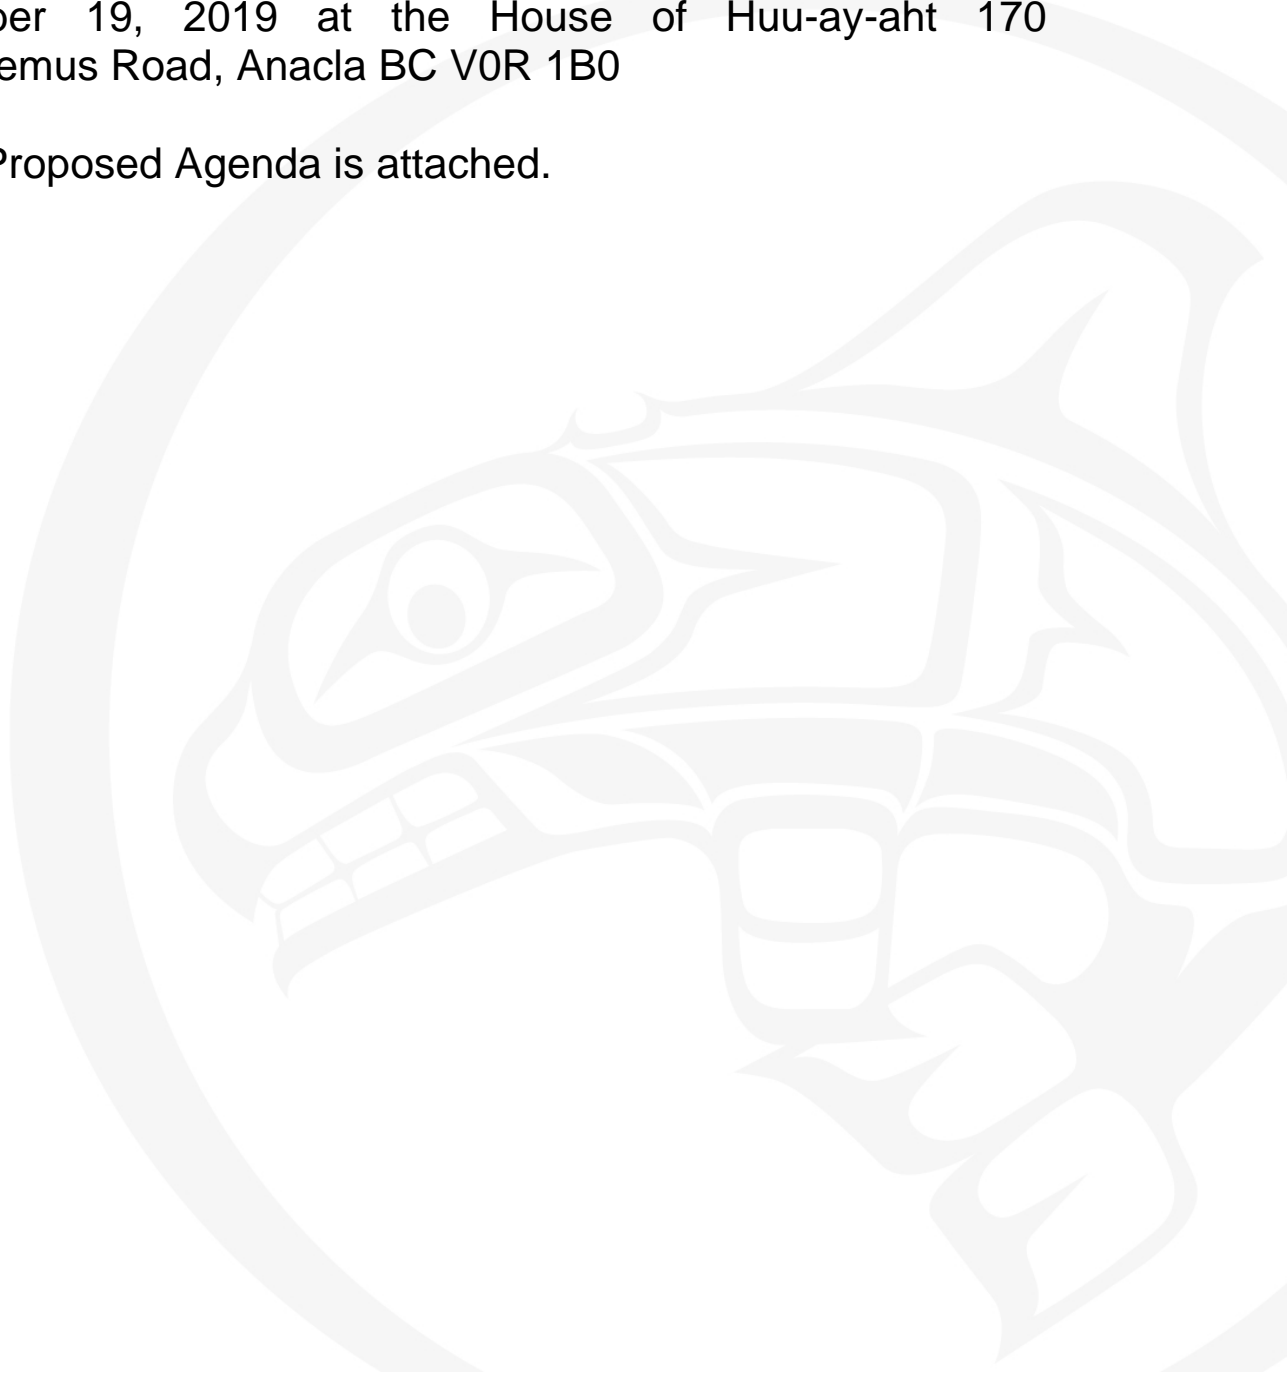 ber 19, 2019 at the House of Huu-ay-aht 170
emus Road, Anacla BC V0R 1B0
Proposed Agenda is attached.